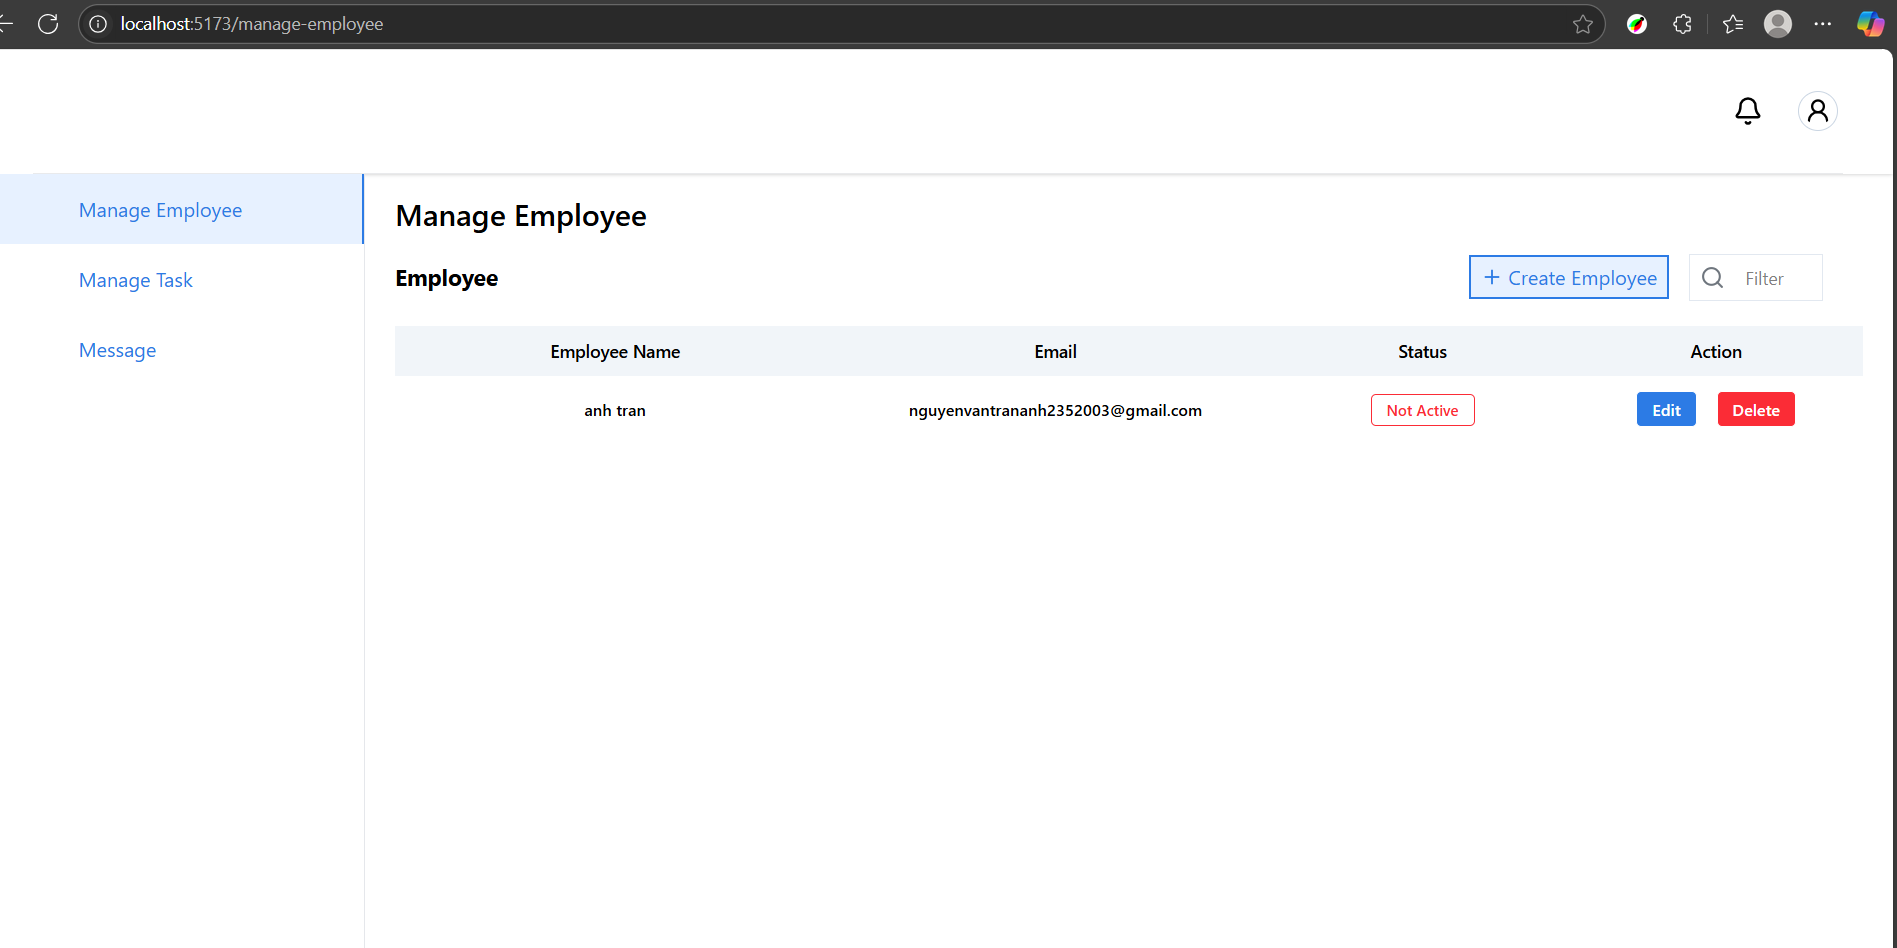 localhost:5173/manage-employee
Manage Employee
Manage Task
Message
Manage Employee
Employee
+ Create Employee
Filter
Employee Name Email Status Action
anh tran nguyenvantrananh2352003@gmail.com Not Active Edit Delete